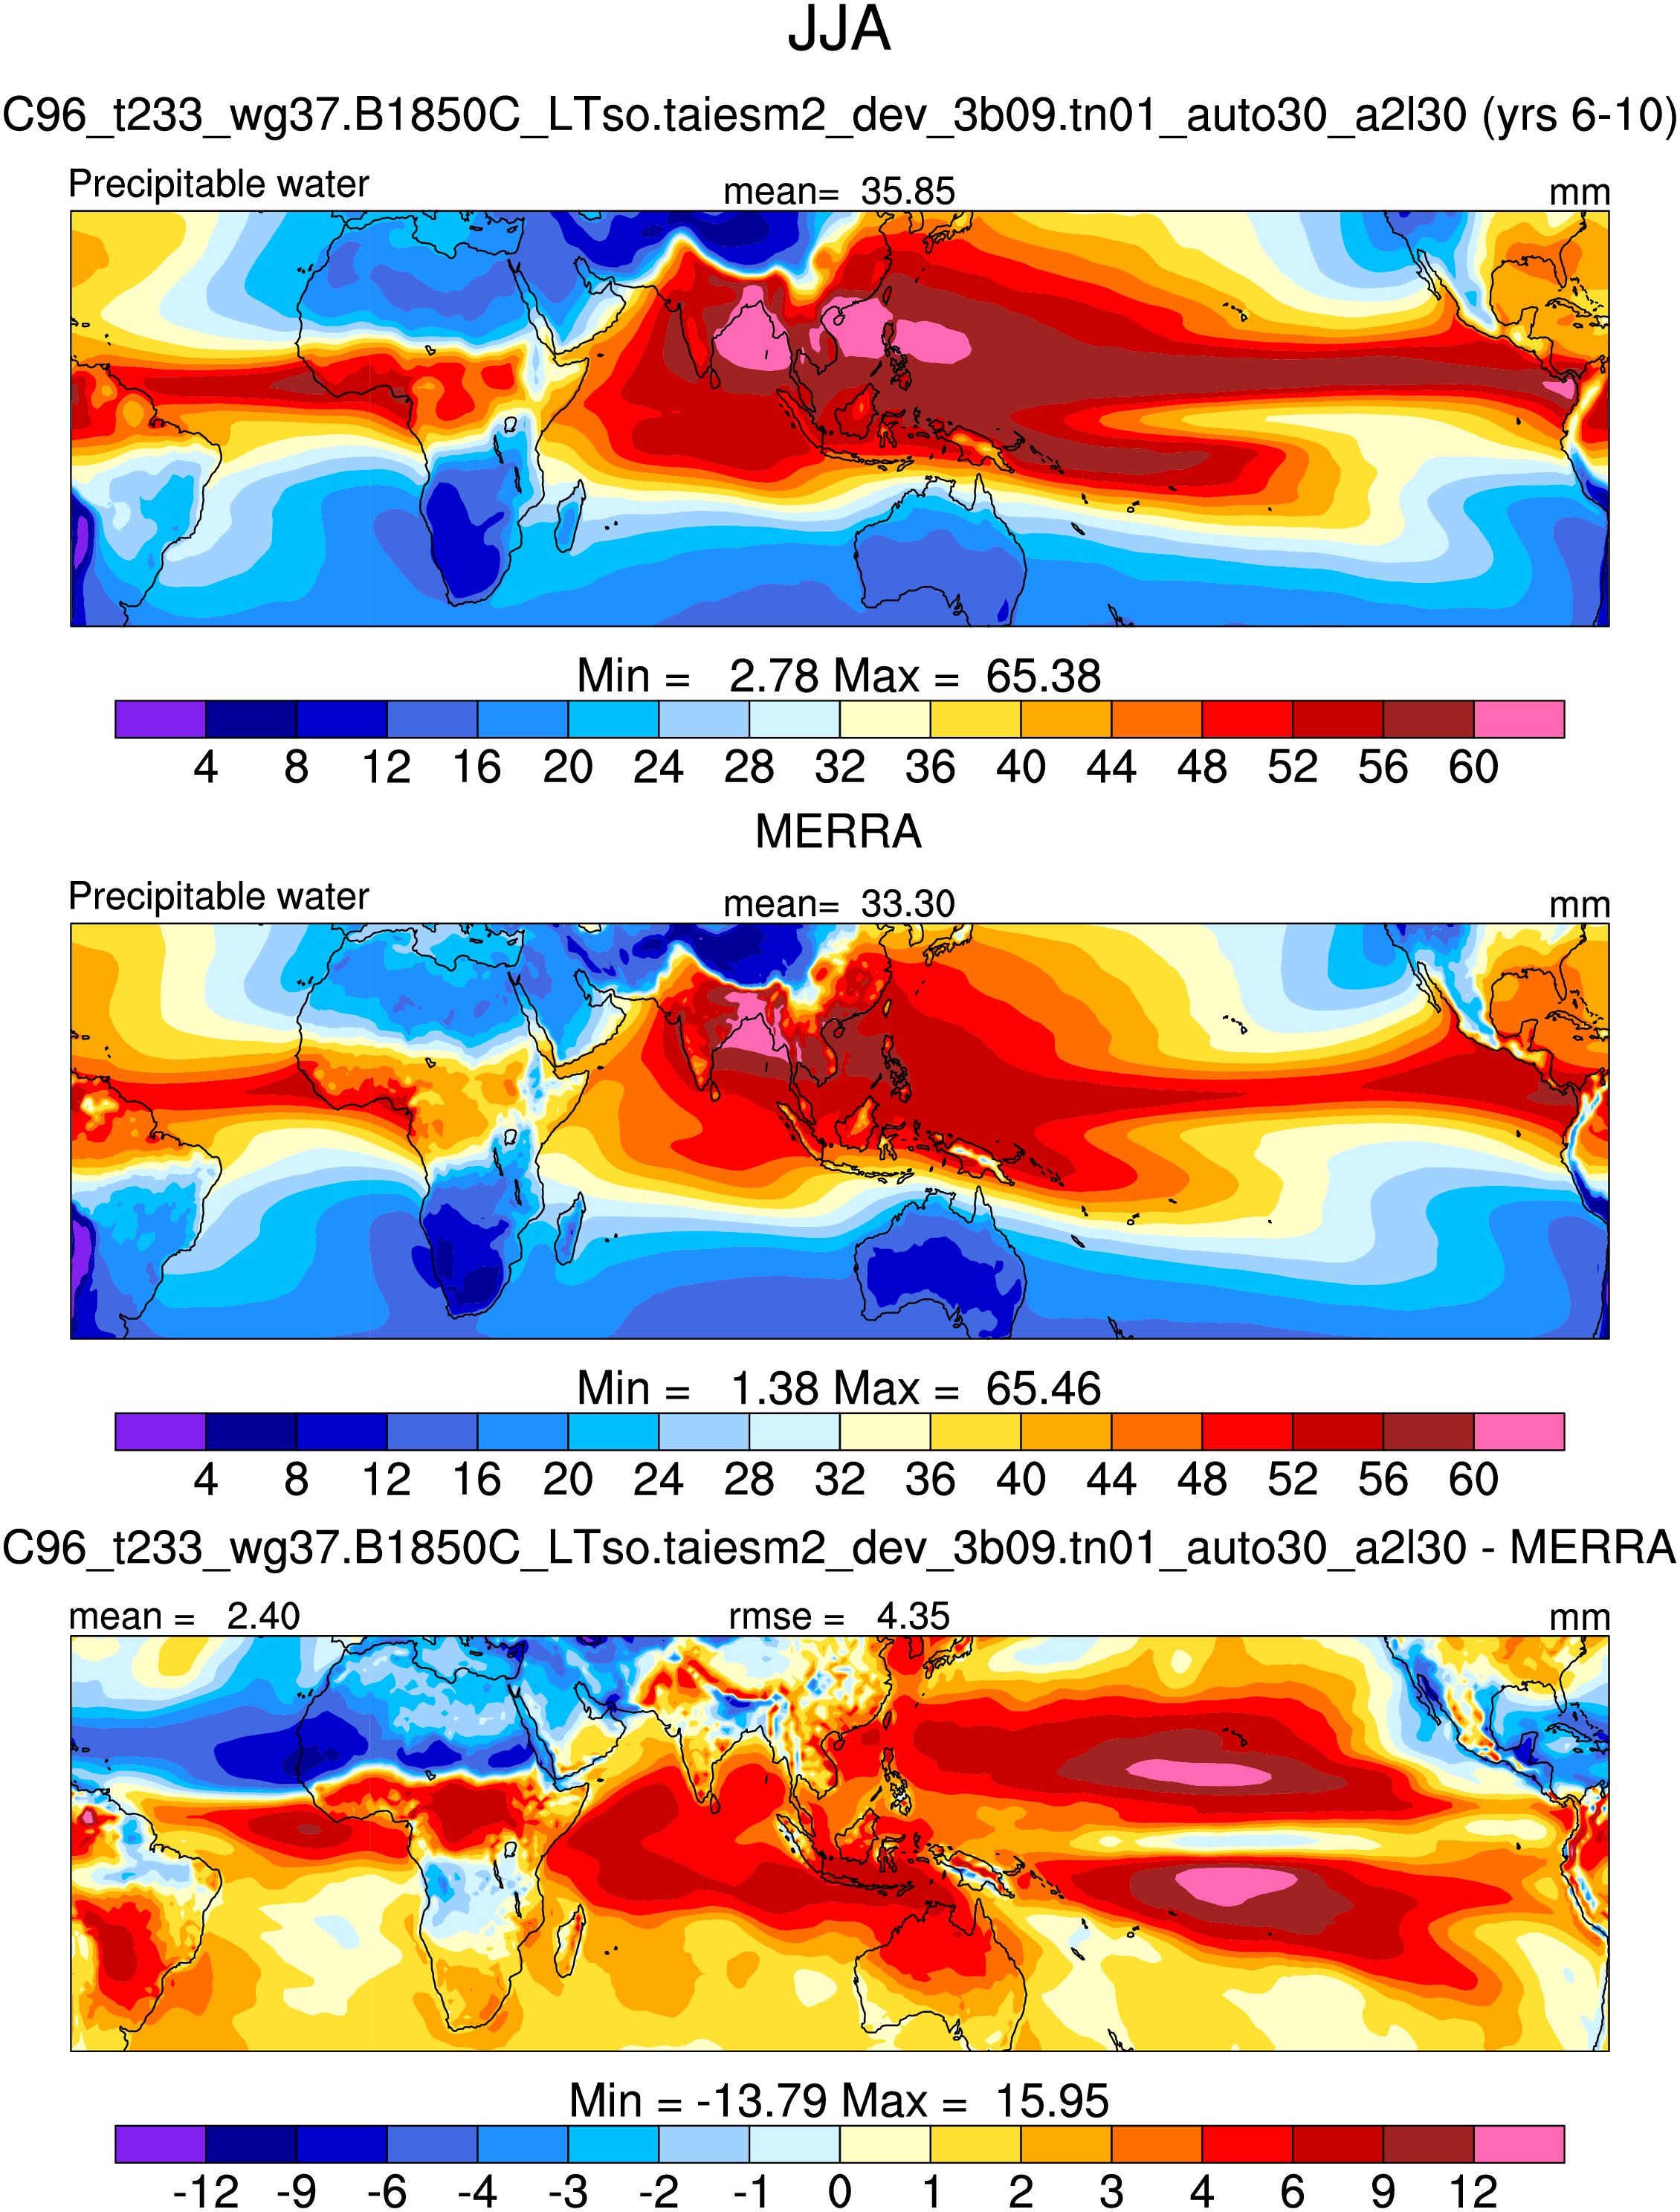 JJA
C96_t233_wg37.B1850C_LTso.taiesm2_dev_3b09.tn01_auto30_a2l30 (yrs 6-10)
Precipitable water mean= 35.85 mm
Min = 2.78 Max = 65.38
4 8 12 16 20 24 28 32 36 40 44 48 52 56 60
MERRA
Precipitable water mean= 33.30 mm
Min = 1.38 Max = 65.46
4 8 12 16 20 24 28 32 36 40 44 48 52 56 60
C96_t233_wg37.B1850C_LTso.taiesm2_dev_3b09.tn01_auto30_a2l30 - MERRA
mean = 2.40 rmse = 4.35 mm
Min = -13.79 Max = 15.95
-12 -9 -6 -4 -3 -2 -1 0 1 2 3 4 6 9 12